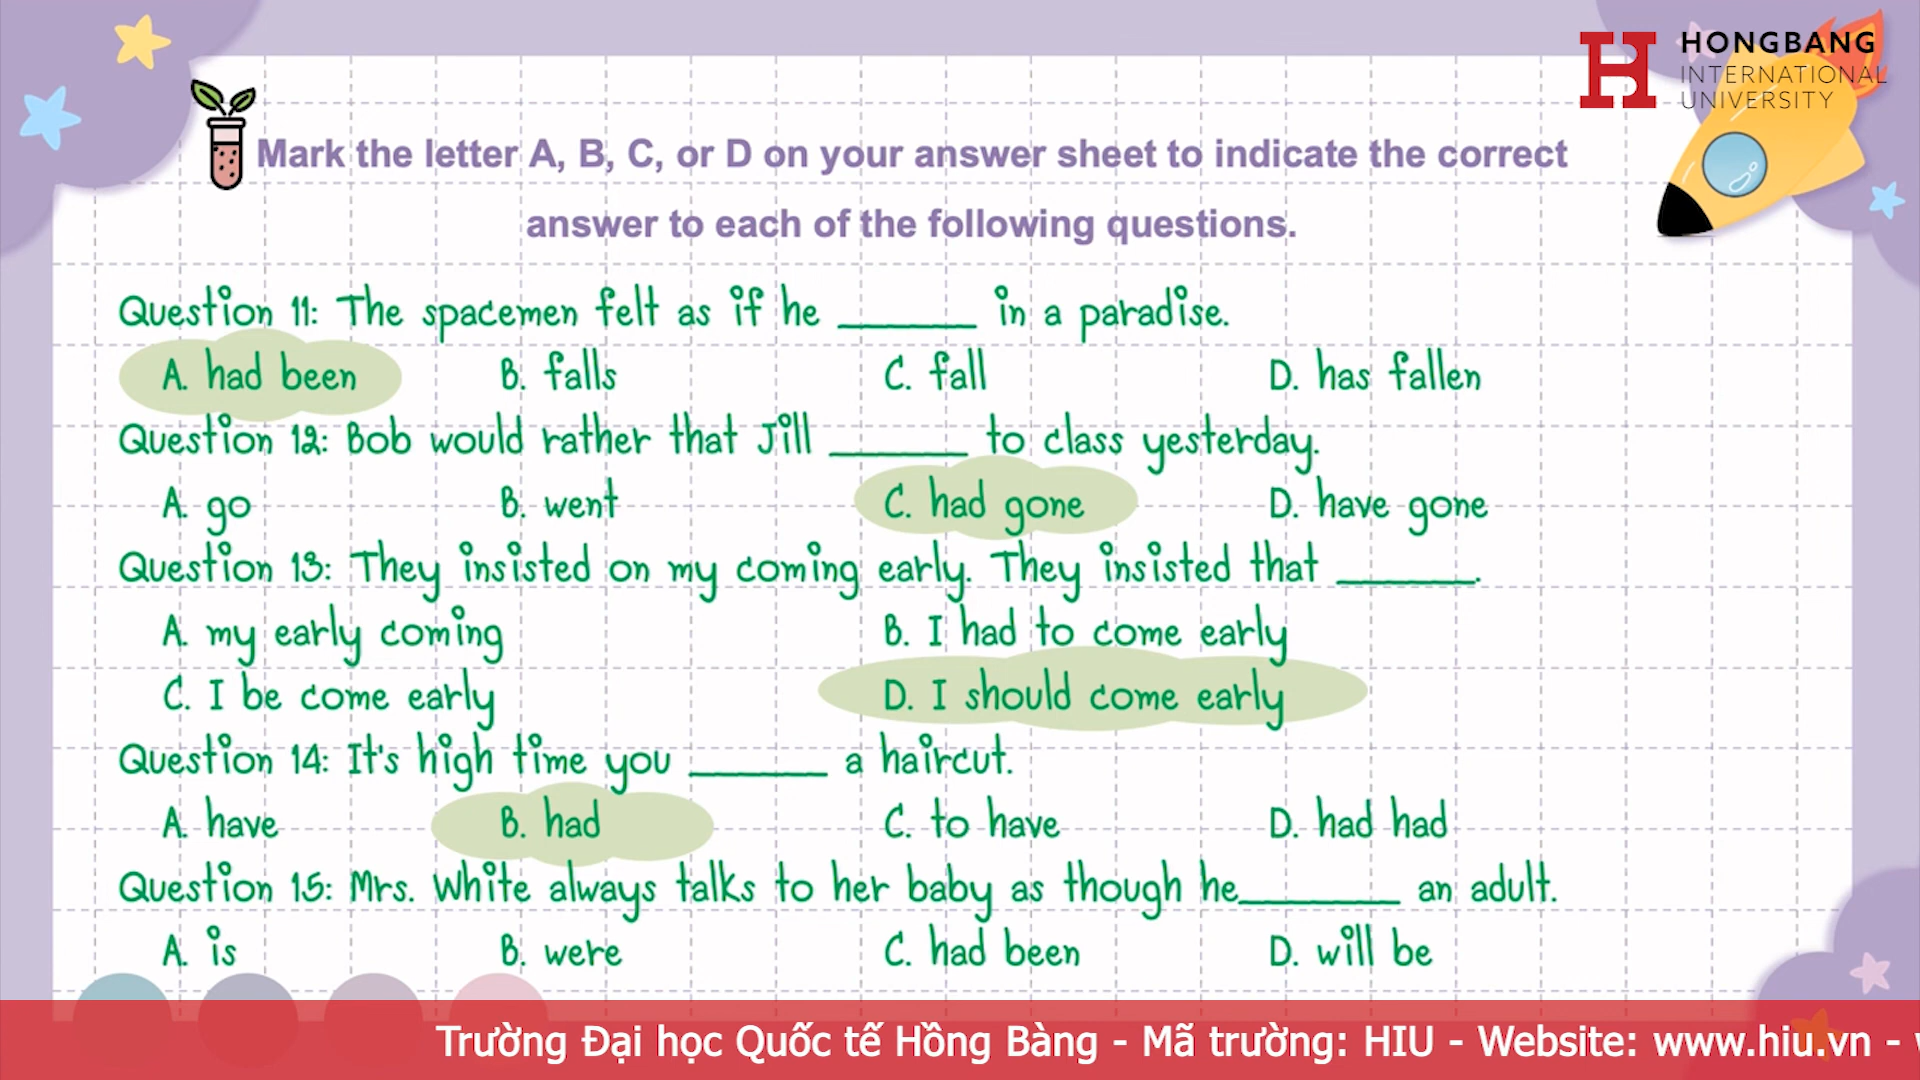 HONGBANG
INTERNATIONAL
UNIVERSITY
Mark the letter A, B, C, or D on your answer sheet to indicate the correct
answer to each of the following questions.
Question 11: The spacemen felt as if he ______ in a paradise.
A. had been B. falls C. fall D. has fallen
Question 12: Bob would rather that Jill ______ to class yesterday.
A. go B. went C. had gone D. have gone
Question 13: They insisted on my coming early. They insisted that ______.
A. my early coming B. I had to come early
C. I be come early D. I should come early
Question 14: It's high time you ______ a haircut.
A. have B. had C. to have D. had had
Question 15: Mrs. White always talks to her baby as though he_______ an adult.
A. is B. were C. had been D. will be
Trường Đại học Quốc tế Hồng Bàng - Mã trường: HIU - Website: www.hiu.vn -